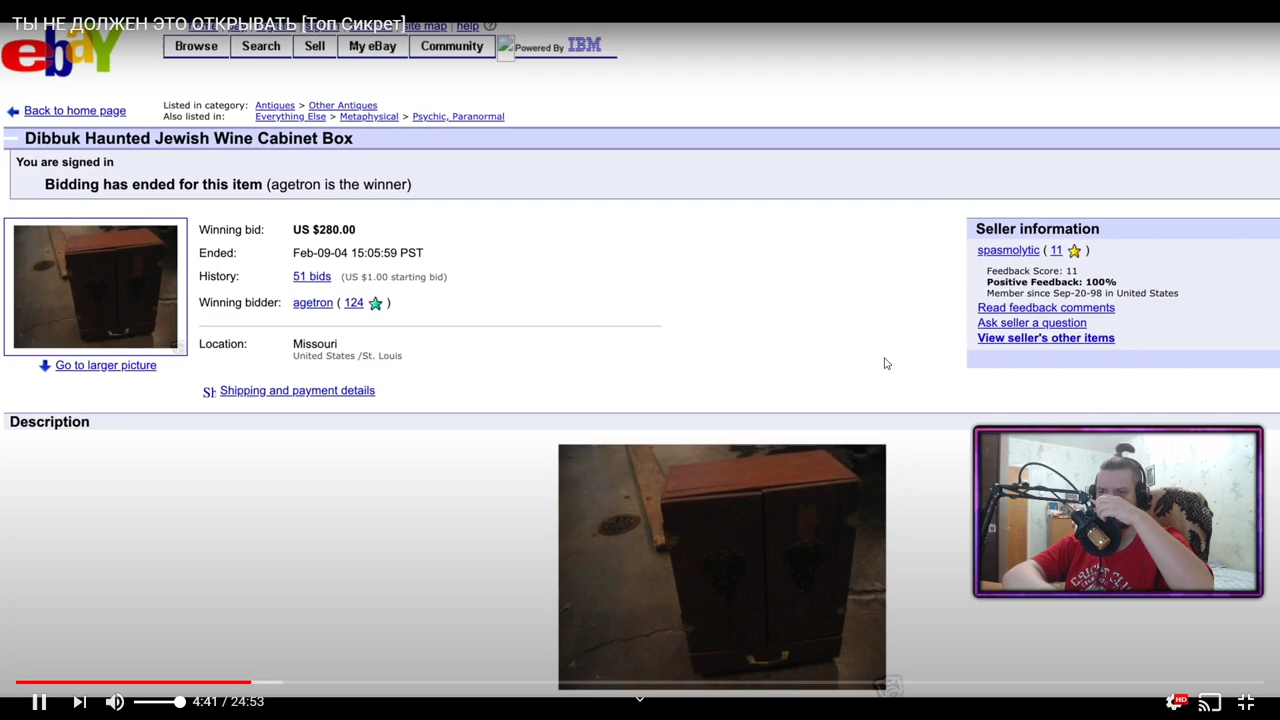 ТЫ НЕ ДОЛЖЕН ЭТО ОТКРЫВАТЬ [Топ Сикрет]
home
site map
help
ebay
Browse
Search
Sell
My eBay
Community
Powered By IBM
Back to home page
Listed in category: Antiques > Other Antiques
Also listed in: Everything Else > Metaphysical > Psychic, Paranormal
Dibbuk Haunted Jewish Wine Cabinet Box
You are signed in
Bidding has ended for this item (agetron is the winner)
Winning bid: US $280.00
Ended: Feb-09-04 15:05:59 PST
History: 51 bids (US $1.00 starting bid)
Winning bidder: agetron ( 124 )
Location: Missouri
United States /St. Louis
Go to larger picture
Shipping and payment details
Seller information
spasmolytic ( 11 )
Feedback Score: 11
Positive Feedback: 100%
Member since Sep-20-98 in United States
Read feedback comments
Ask seller a question
View seller's other items
Description
4:41 / 24:53
HD